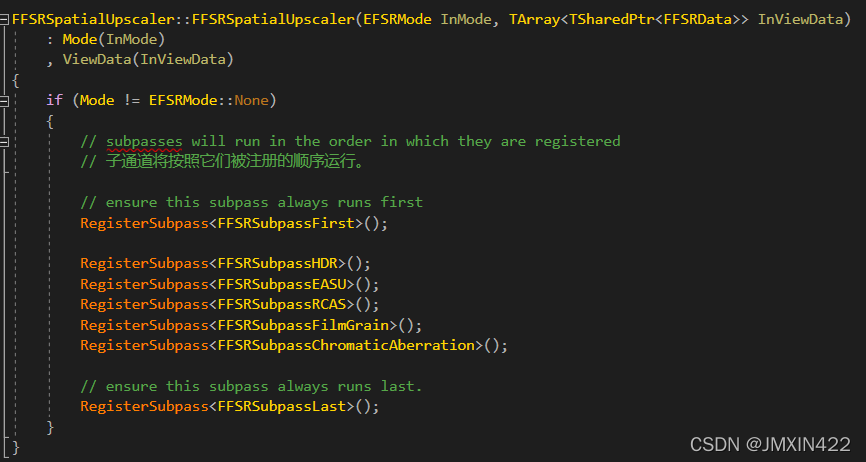 FFSRSpatialUpscaler::FFSRSpatialUpscaler(EFSRMode InMode, TArray<TSharedPtr<FFSRData>> InViewData)
    : Mode(InMode)
    , ViewData(InViewData)
{
    if (Mode != EFSRMode::None)
    {
        // subpasses will run in the order in which they are registered
        // 子通道将按照它们被注册的顺序运行。

        // ensure this subpass always runs first
        RegisterSubpass<FFSRSubpassFirst>();

        RegisterSubpass<FFSRSubpassHDR>();
        RegisterSubpass<FFSRSubpassEASU>();
        RegisterSubpass<FFSRSubpassRCAS>();
        RegisterSubpass<FFSRSubpassFilmGrain>();
        RegisterSubpass<FFSRSubpassChromaticAberration>();

        // ensure this subpass always runs last.
        RegisterSubpass<FFSRSubpassLast>();
    }
}
CSDN @JMXIN422